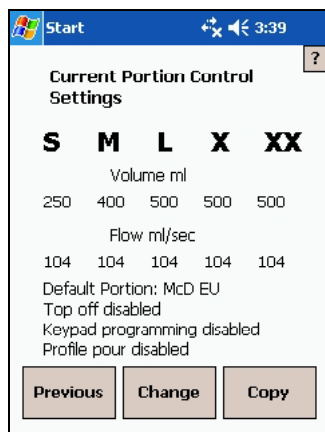 Start 3:39
?
Current Portion Control
Settings
S M L X XX
Volume ml
250 400 500 500 500
Flow ml/sec
104 104 104 104 104
Default Portion: McD EU
Top off disabled
Keypad programming disabled
Profile pour disabled
Previous Change Copy